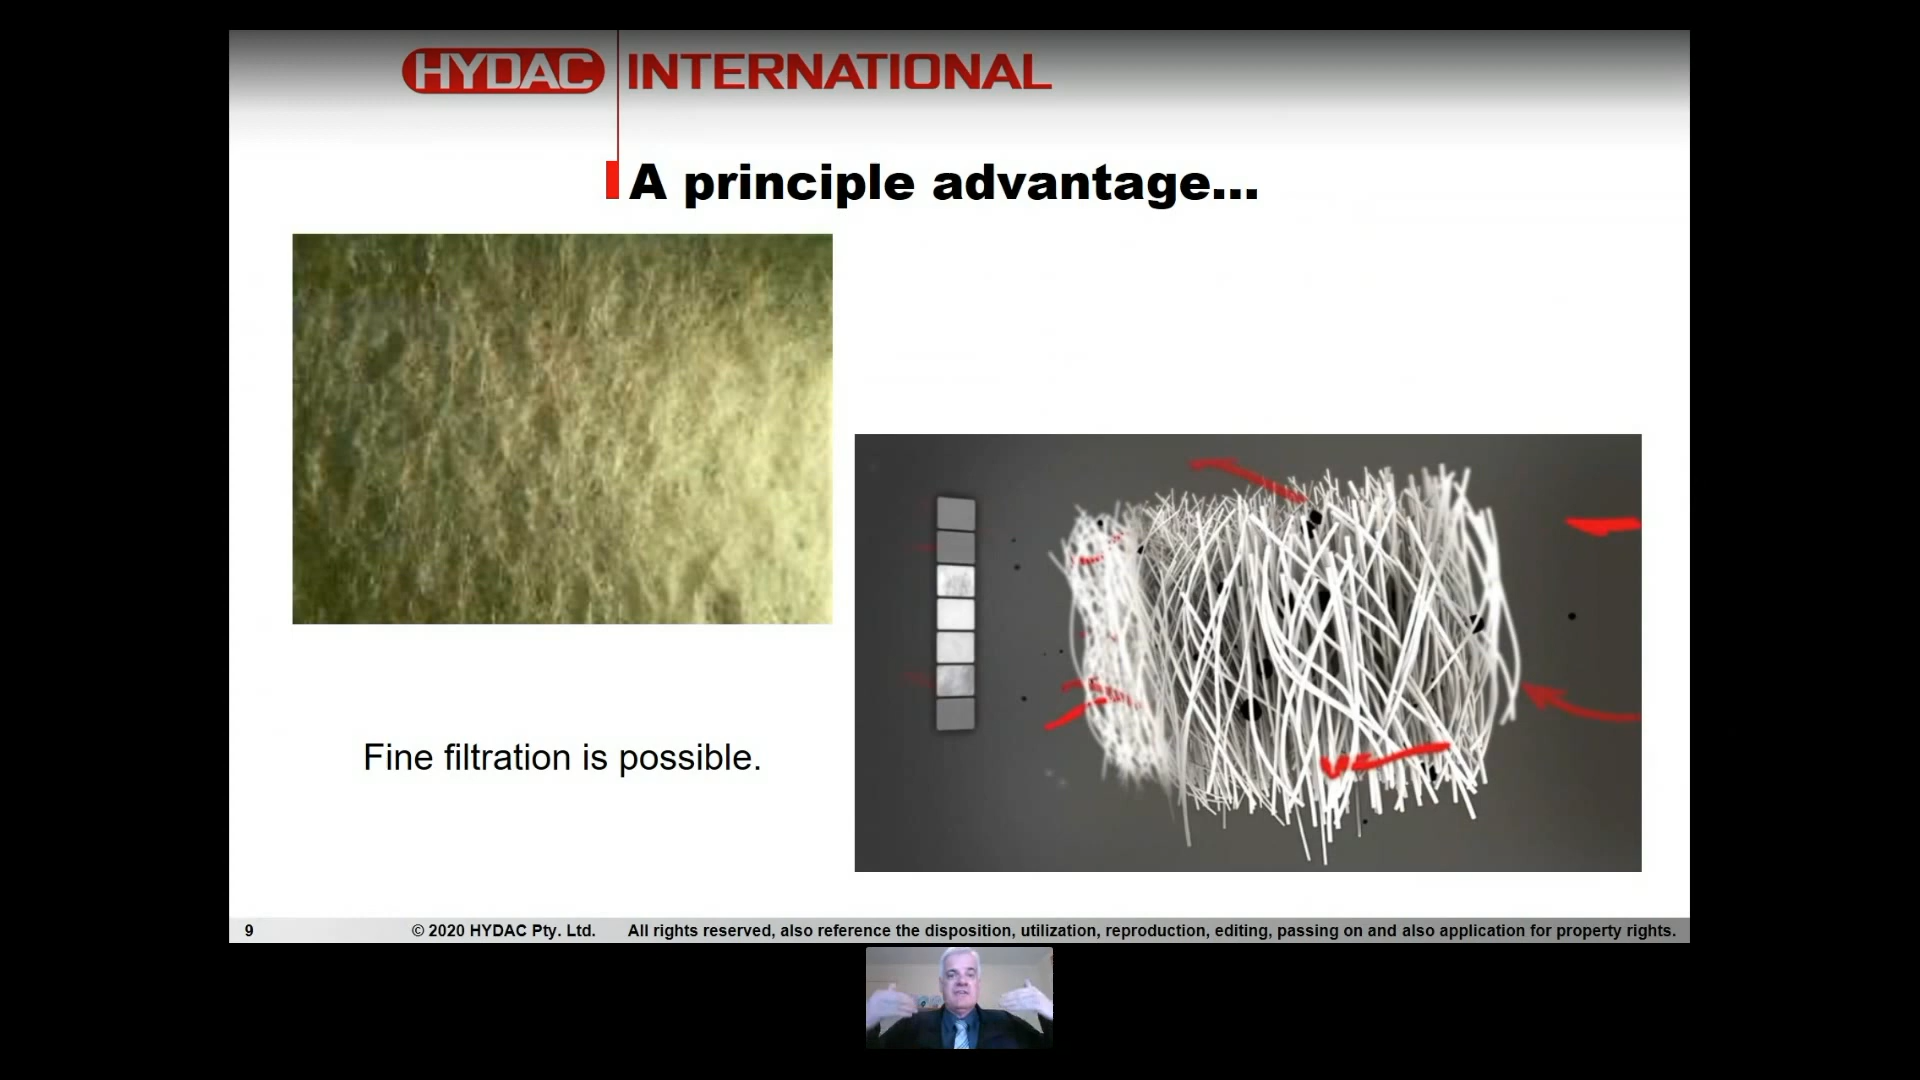 HYDAC INTERNATIONAL
A principle advantage...
Fine filtration is possible.
9 © 2020 HYDAC Pty. Ltd. All rights reserved, also reference the disposition, utilization, reproduction, editing, passing on and also application for property rights.